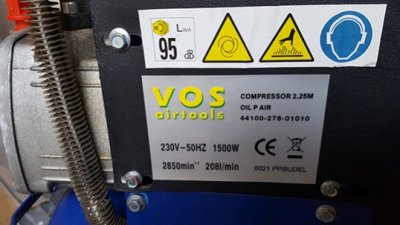 LWA
95 dB
VOS
airtools
COMPRESSOR 2,25M
OIL P AIR
44100-278-01010
230V~50HZ 1500W
CE
2850min⁻¹ 208l/min
6021 PP.BUDEL